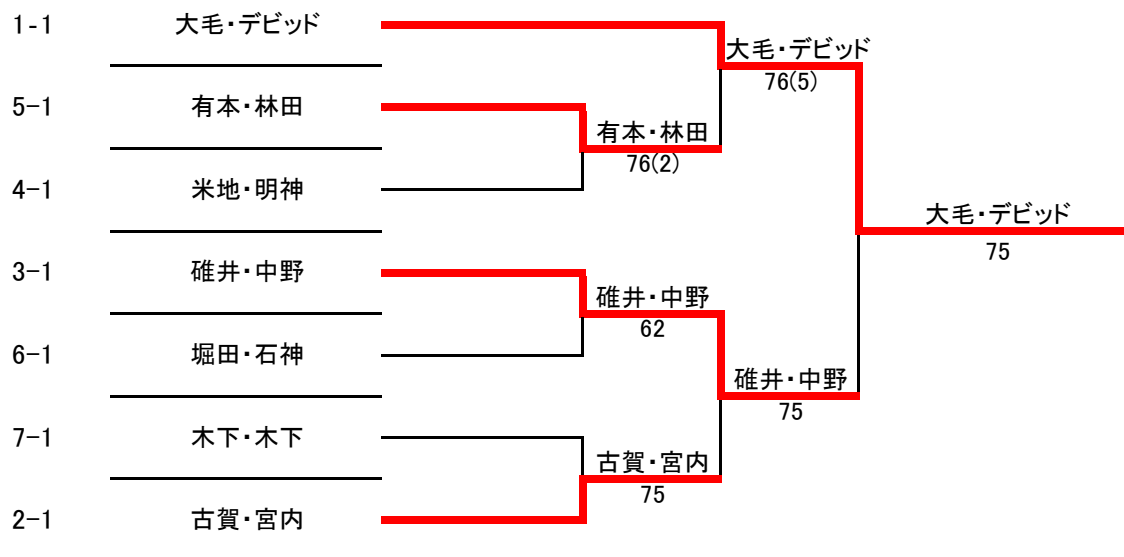 1-1 大毛・デビッド
大毛・デビッド
76(5)
5-1 有本・林田
有本・林田
76(2)
4-1 米地・明神
大毛・デビッド
75
3-1 碓井・中野
碓井・中野
62
6-1 堀田・石神
碓井・中野
75
7-1 木下・木下
古賀・宮内
75
2-1 古賀・宮内